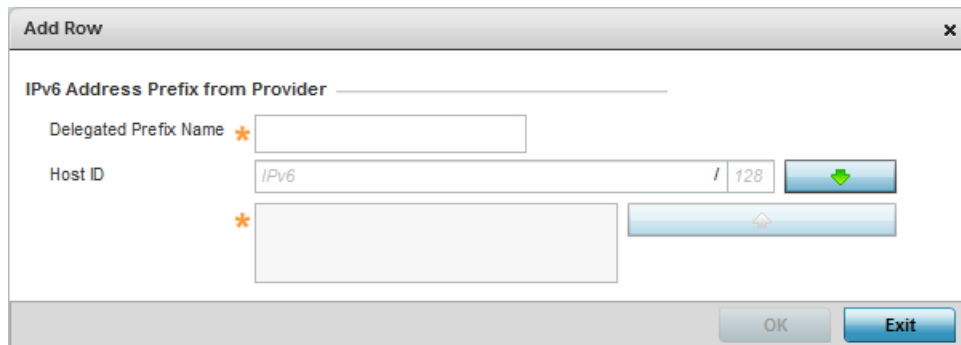 Add Row x
IPv6 Address Prefix from Provider
Delegated Prefix Name *
Host ID IPv6 / 128
*
OK Exit